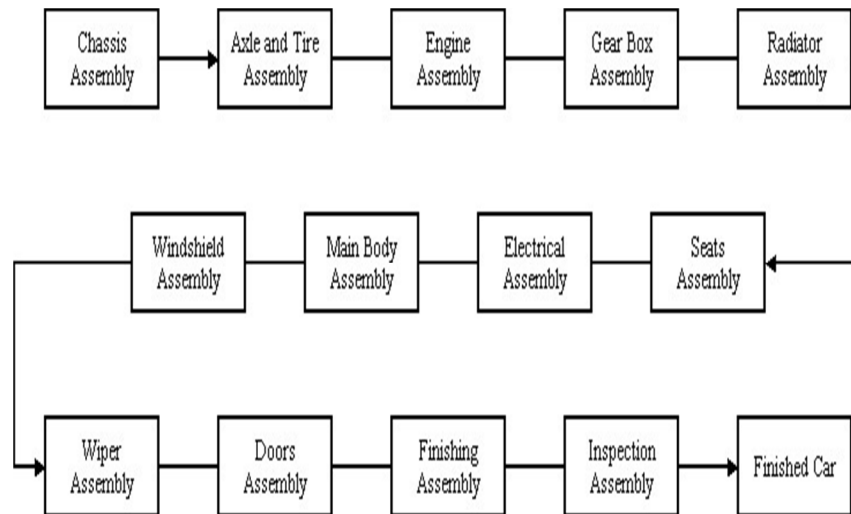 Chassis
Assembly
Axle and Tire
Assembly
Engine
Assembly
Gear Box
Assembly
Radiator
Assembly
Windshield
Assembly
Main Body
Assembly
Electrical
Assembly
Seats
Assembly
Wiper
Assembly
Doors
Assembly
Finishing
Assembly
Inspection
Assembly
Finished Car